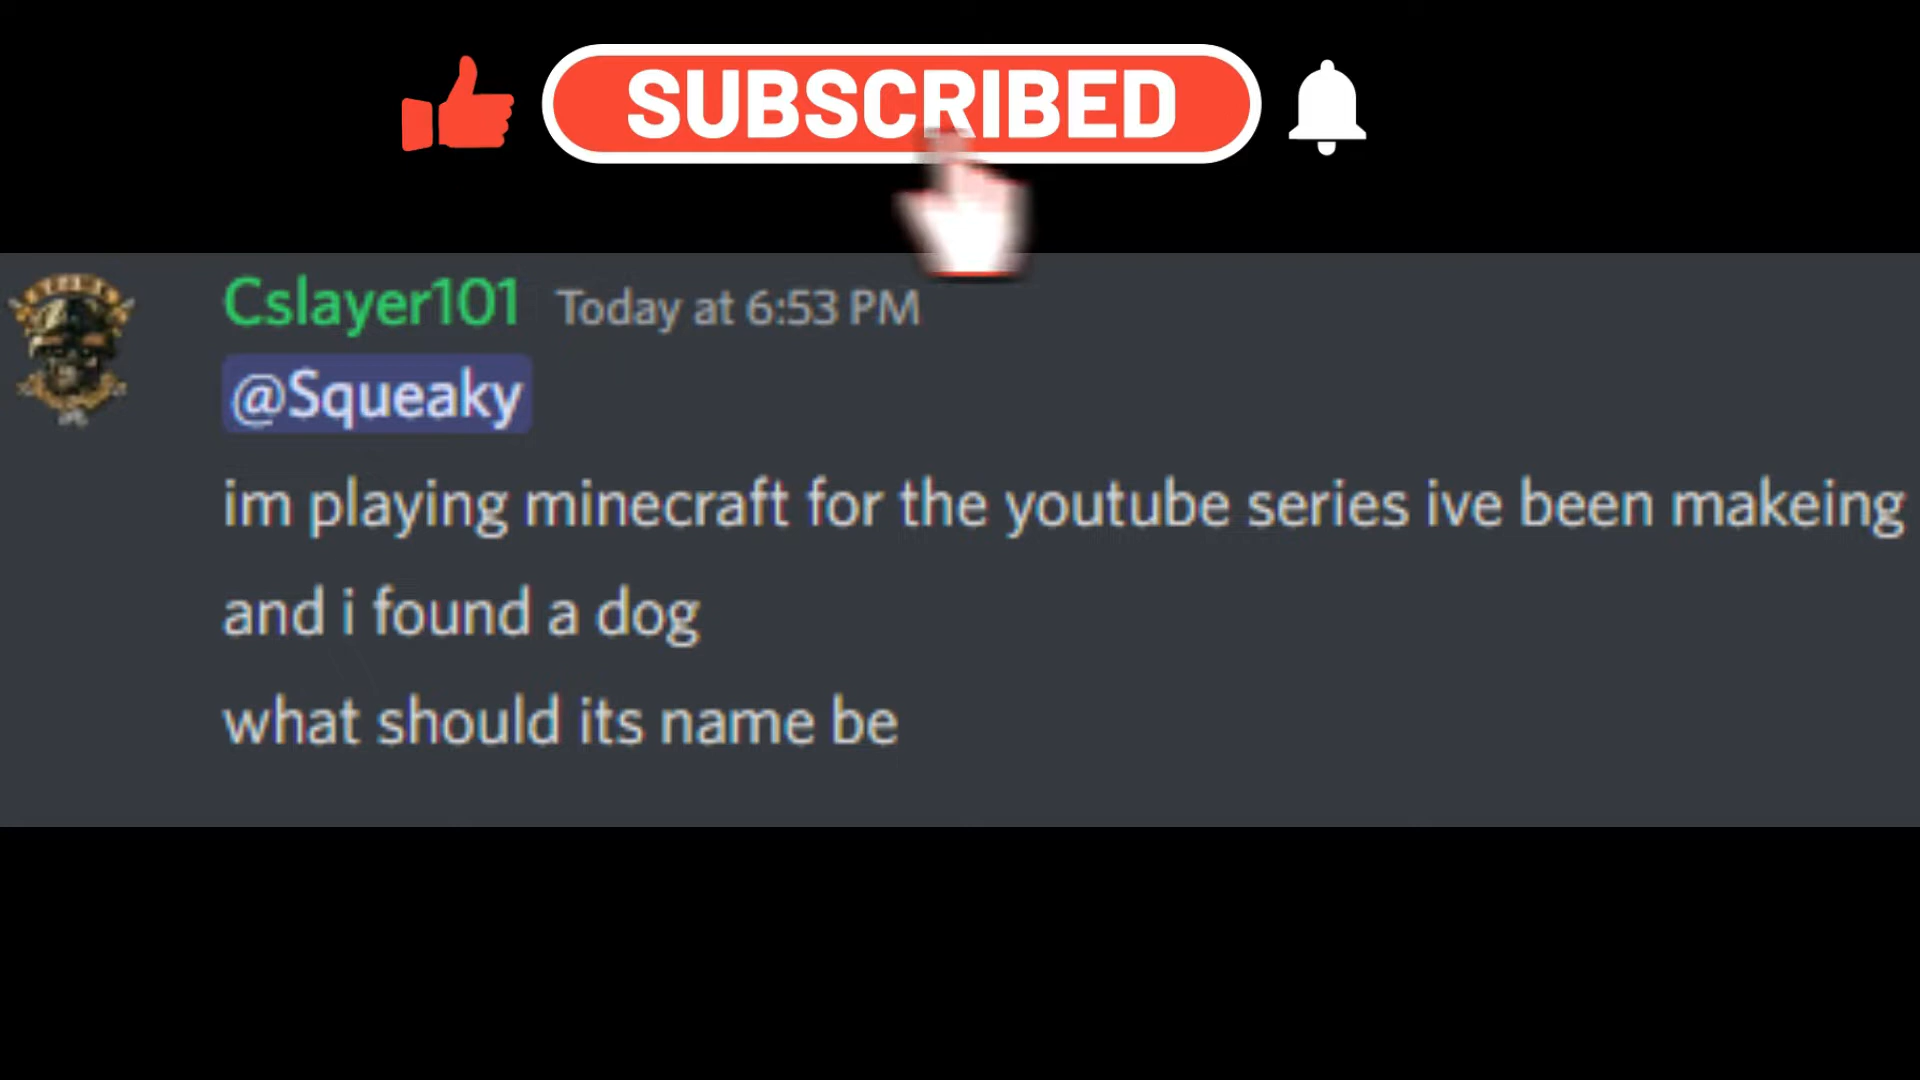 SUBSCRIBED
Cslayer101 Today at 6:53 PM
@Squeaky
im playing minecraft for the youtube series ive been makeing
and i found a dog
what should its name be